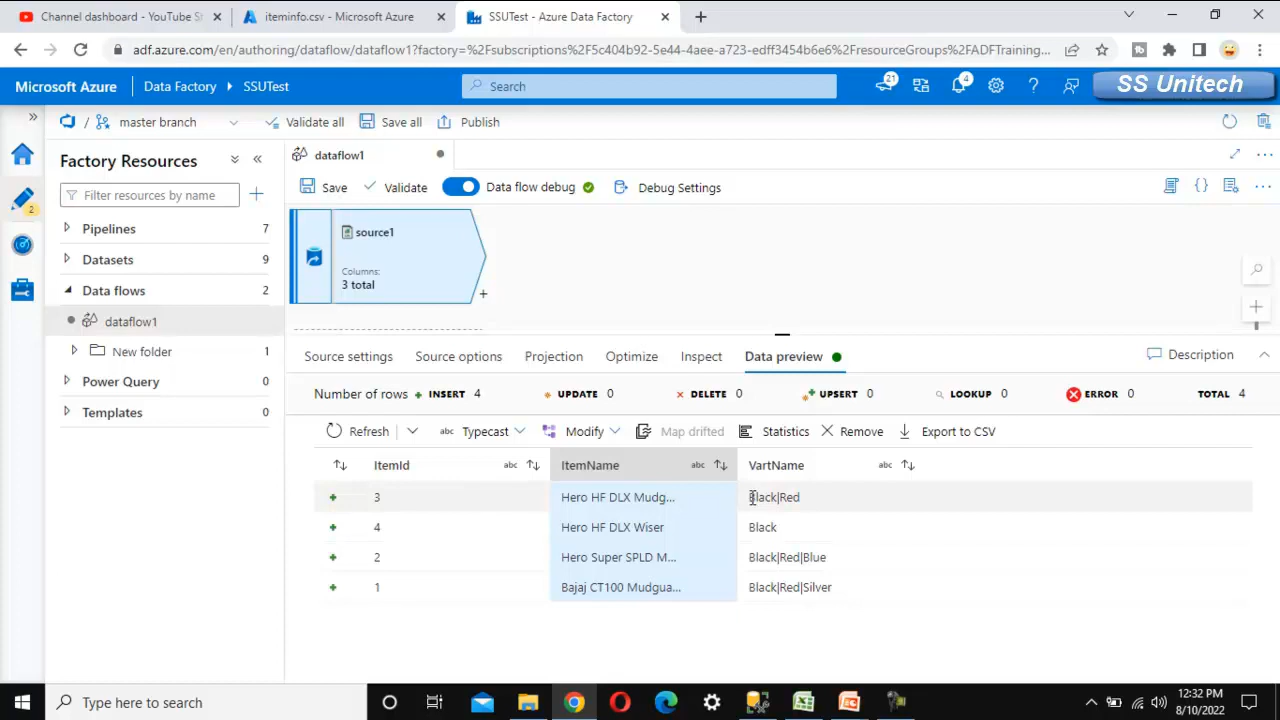 Channel dashboard - YouTube S
iteminfo.csv - Microsoft Azure
SSUTest - Azure Data Factory
adf.azure.com/en/authoring/dataflow/dataflow1?factory=%2Fsubscriptions%2F5c404b92-5e44-4aee-a723-edff3454b6e6%2FresourceGroups%2FADFTraining...
Microsoft Azure
Data Factory
SSUTest
Search
21
4
SS Unitech
/
master branch
Validate all
Save all
Publish
Factory Resources
dataflow1
Filter resources by name
Save
Validate
Data flow debug
Debug Settings
2
Pipelines 7
Datasets 9
Data flows 2
dataflow1
New folder 1
Power Query 0
Templates 0
source1
Columns:
3 total
Source settings
Source options
Projection
Optimize
Inspect
Data preview
Description
Number of rows
INSERT 4
UPDATE 0
DELETE 0
UPSERT 0
LOOKUP 0
ERROR 0
TOTAL 4
Refresh
abc Typecast
Modify
Map drifted
Statistics
Remove
Export to CSV
ItemId abc
ItemName abc
VartName abc
3 Hero HF DLX Mudg... Black|Red
4 Hero HF DLX Wiser Black
2 Hero Super SPLD M... Black|Red|Blue
1 Bajaj CT100 Mudgua... Black|Red|Silver
Type here to search
12:32 PM
8/10/2022